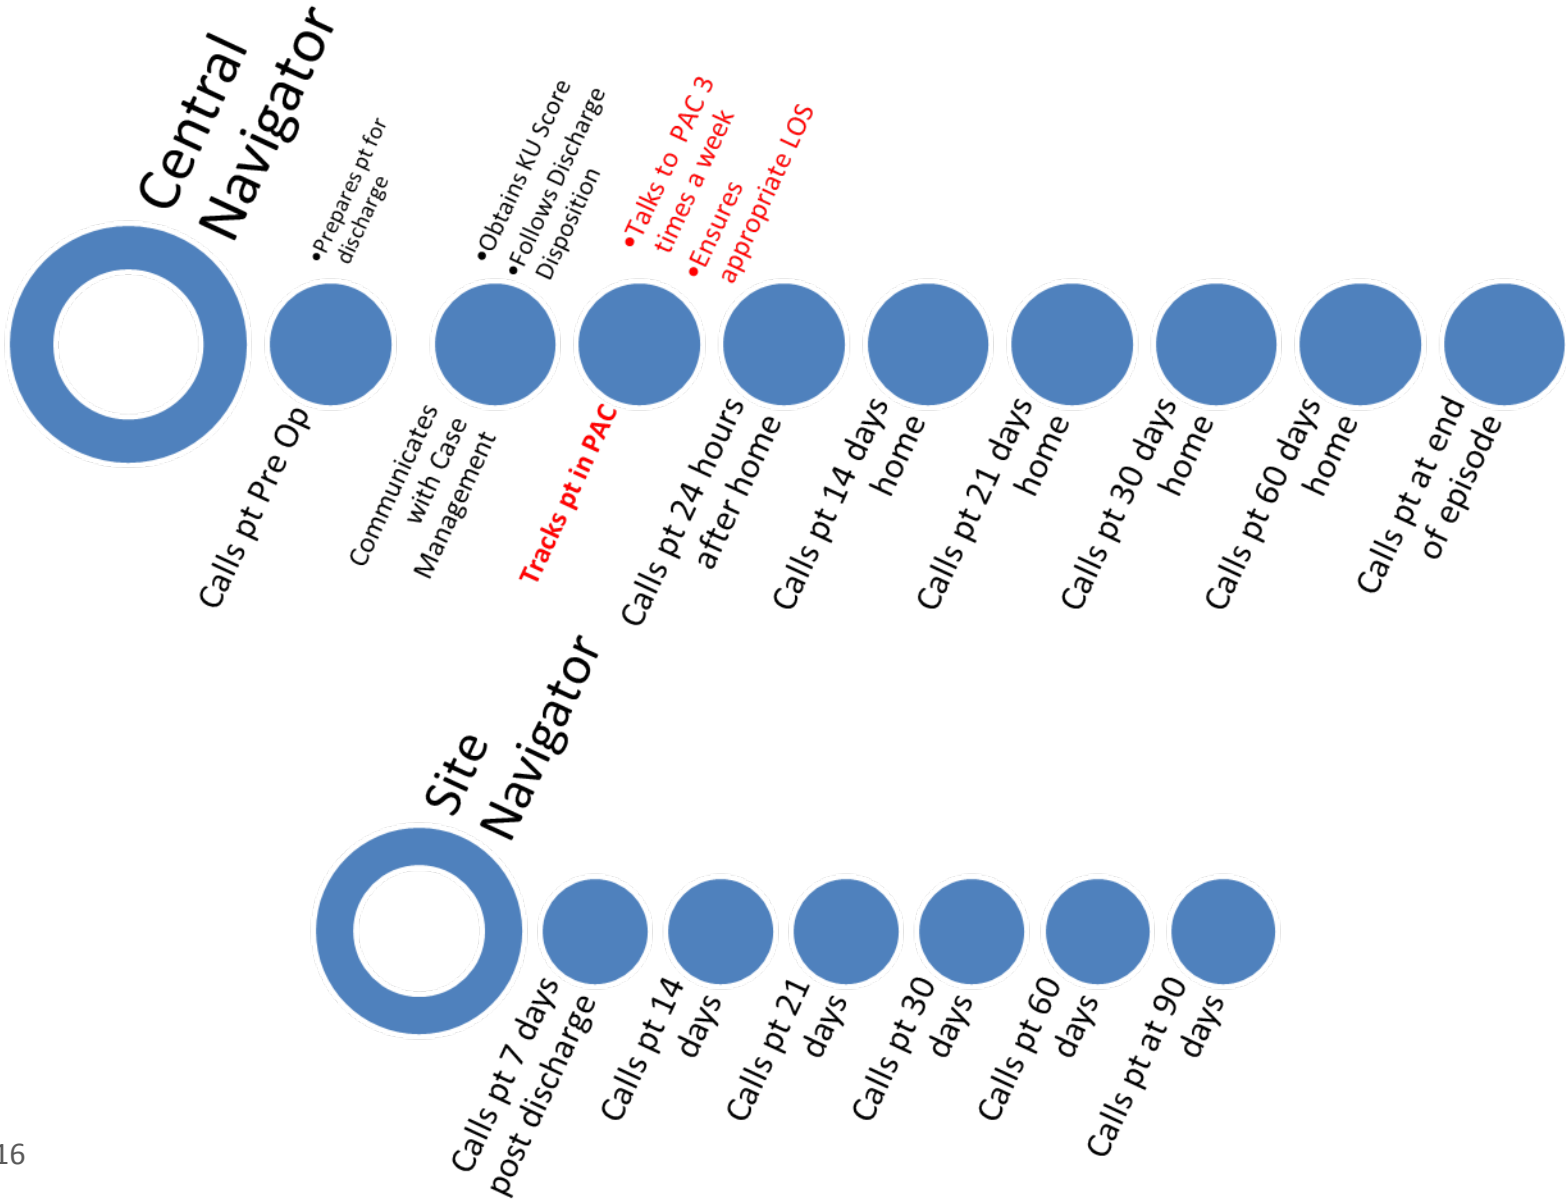 Central
Navigator
•Prepares pt for
discharge
•Obtains KU Score
•Follows Discharge
Disposition
•Talks to PAC 3
times a week
•Ensures
appropriate LOS
Calls pt Pre Op
Communicates
with Case
Management
Tracks pt in PAC
Calls pt 24 hours
after home
Calls pt 14 days
home
Calls pt 21 days
home
Calls pt 30 days
home
Calls pt 60 days
home
Calls pt at end
of episode
Site
Navigator
Calls pt 7 days
post discharge
Calls pt 14
days
Calls pt 21
days
Calls pt 30
days
Calls pt 60
days
Calls pt at 90
days
16